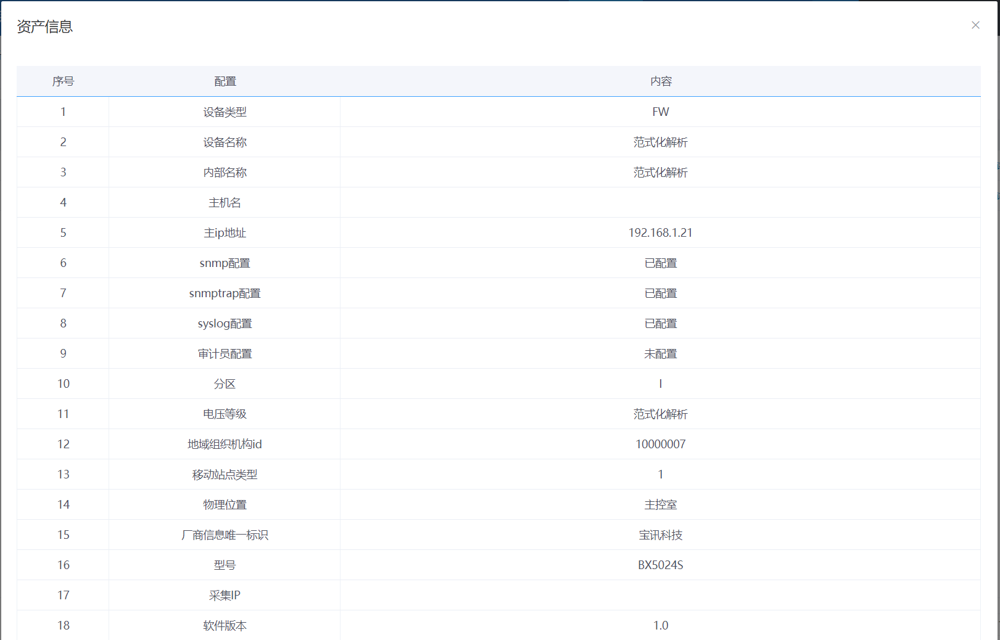 资产信息
序号 配置 内容
1 设备类型 FW
2 设备名称 范式化解析
3 内部名称 范式化解析
4 主机名
5 主ip地址 192.168.1.21
6 snmp配置 已配置
7 snmptrap配置 已配置
8 syslog配置 已配置
9 审计员配置 未配置
10 分区 I
11 电压等级 范式化解析
12 地域组织机构id 10000007
13 移动站点类型 1
14 物理位置 主控室
15 厂商信息唯一标识 宝讯科技
16 型号 BX5024S
17 采集IP
18 软件版本 1.0